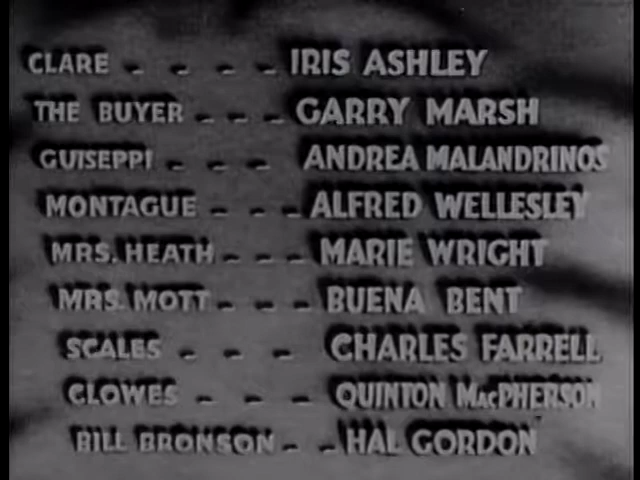 CLARE - - - - IRIS ASHLEY
THE BUYER - - - GARRY MARSH
GUISEPPI - - - ANDREA MALANDRINOS
MONTAGUE - - - ALFRED WELLESLEY
MRS. HEATH - - - MARIE WRIGHT
MRS. MOTT - - - BUENA BENT
SCALES - - - CHARLES FARRELL
CLOWES - - - QUINTON MacPHERSON
BILL BRONSON - - HAL GORDON